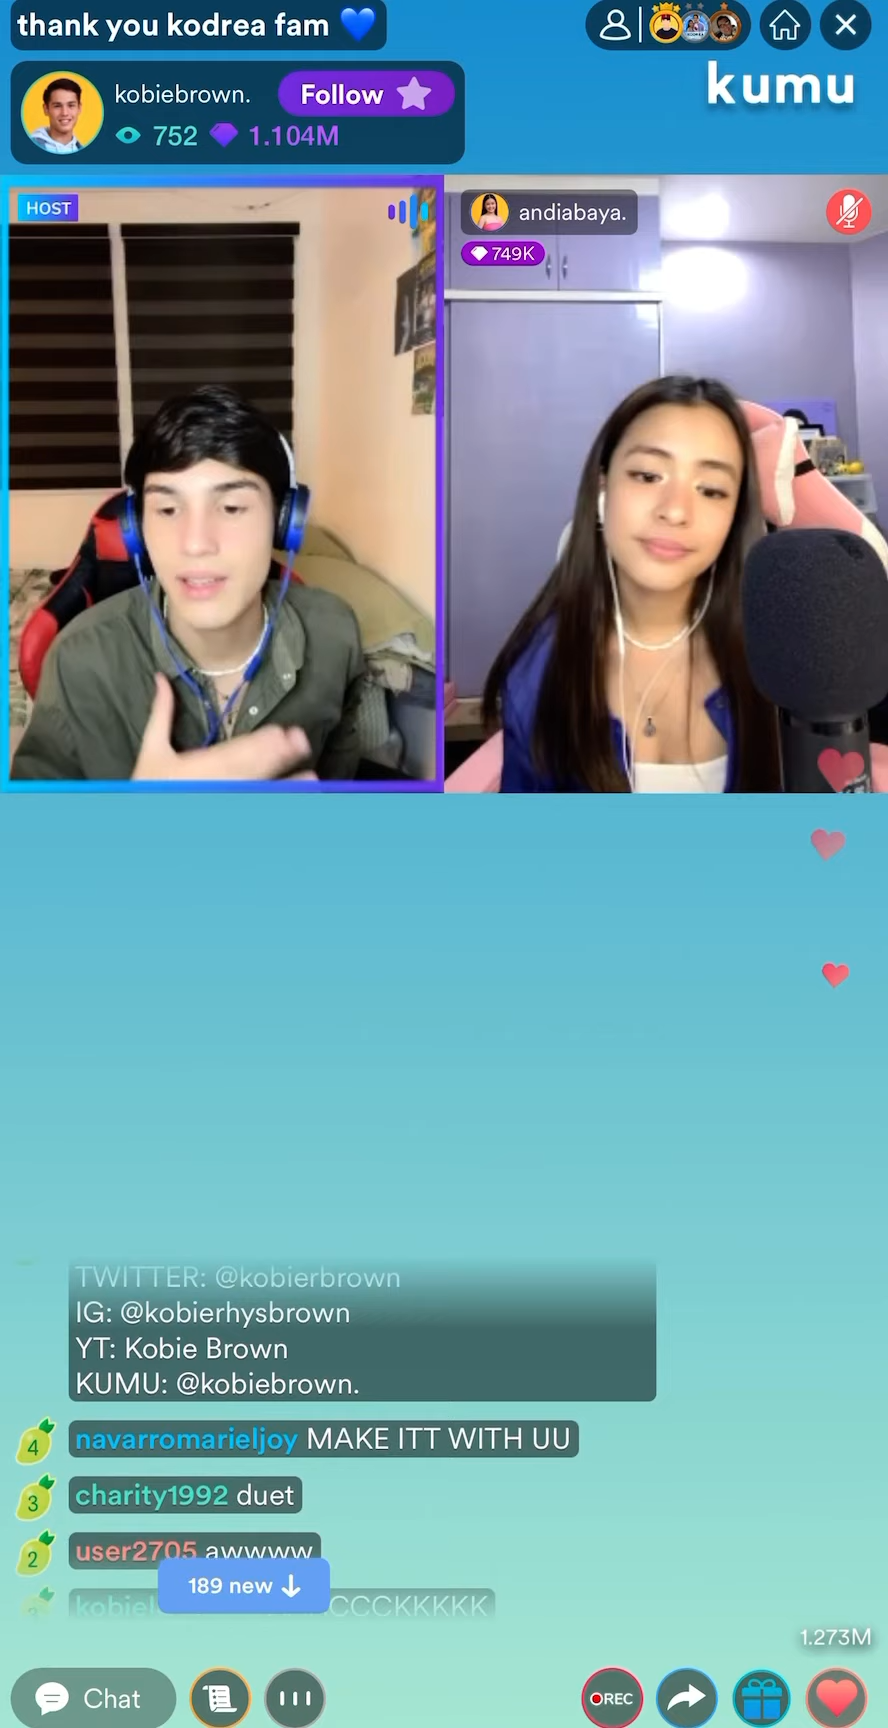 thank you kodrea fam 💙
kumu
kobiebrown.
Follow
752
1.104M
HOST
andiabaya.
749K
TWITTER: @kobierbrown
IG: @kobierhysbrown
YT: Kobie Brown
KUMU: @kobiebrown.
4 navarromarieljoy MAKE ITT WITH UU
3 charity1992 duet
2 user2705 awwww
189 new ↓
1.273M
Chat
REC